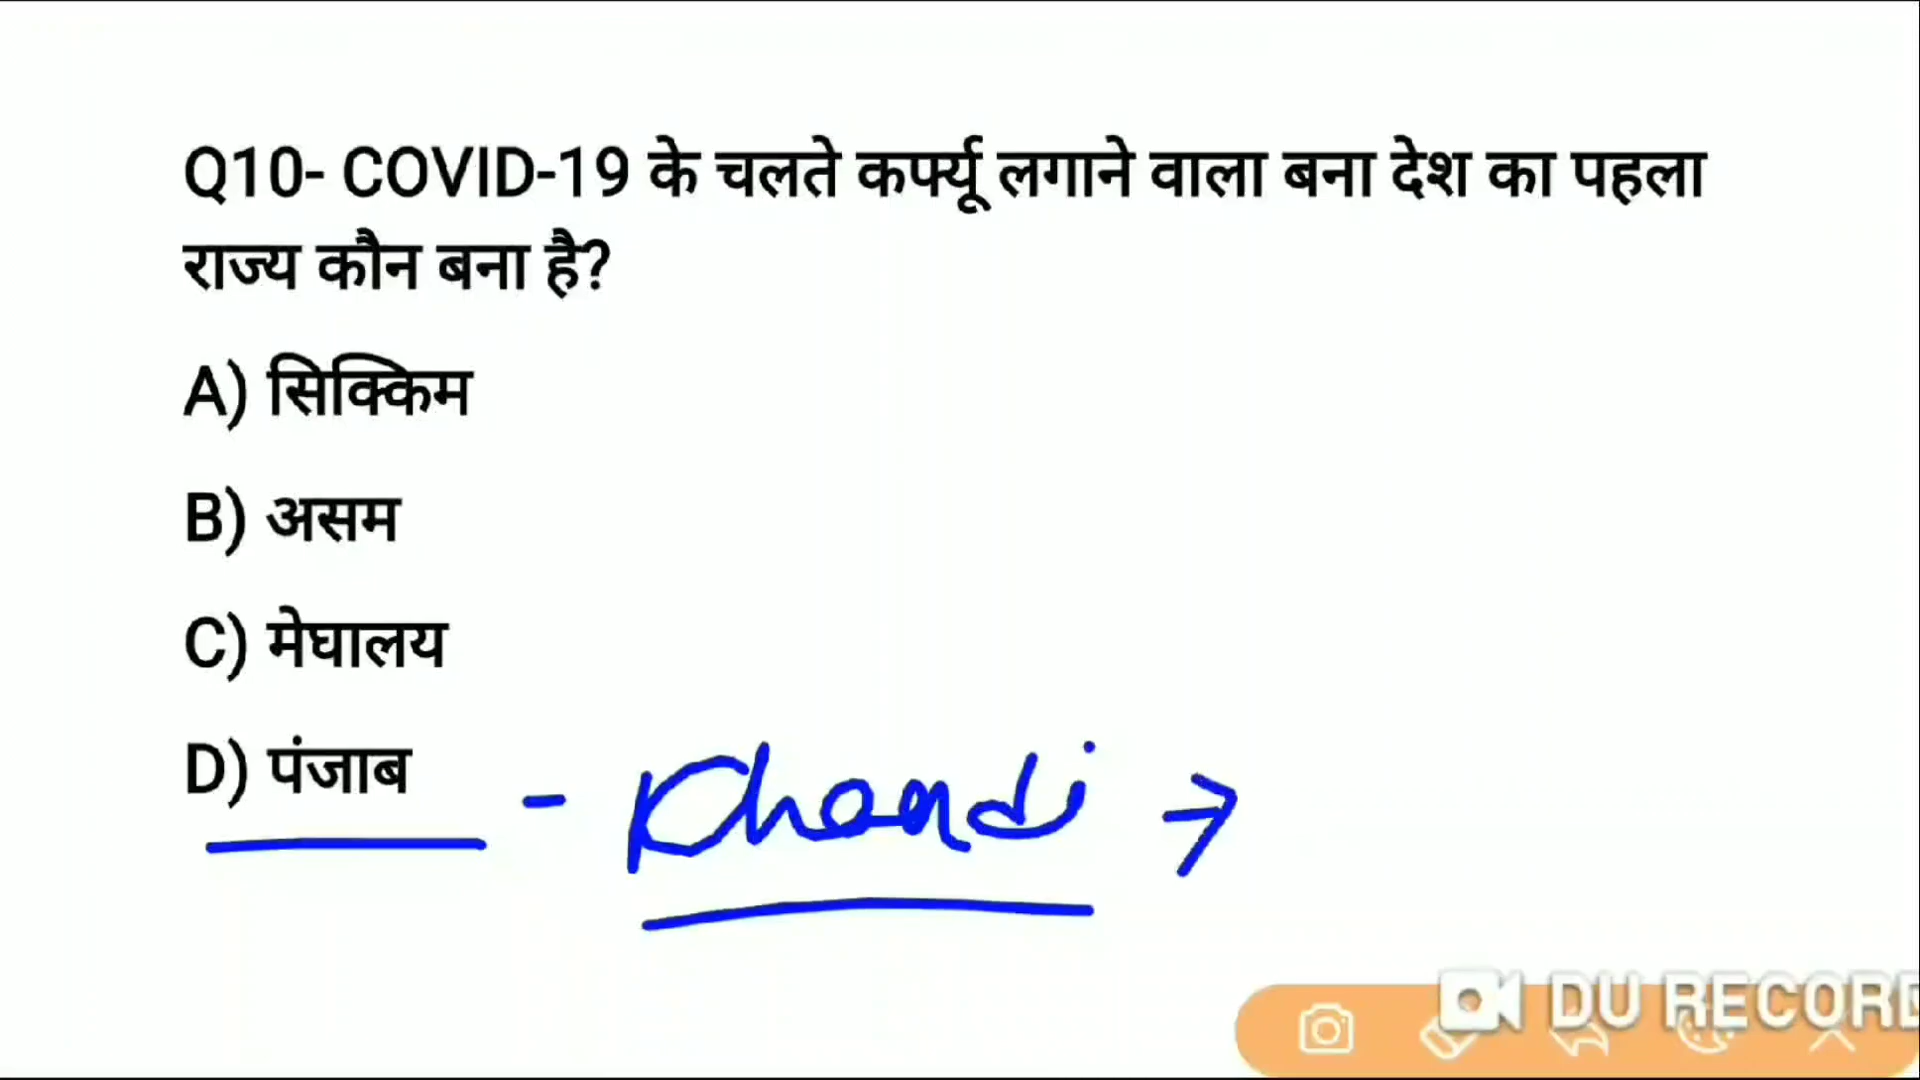 Q10- COVID-19 के चलते कर्फ्यू लगाने वाला बना देश का पहला
राज्य कौन बना है?
A) सिक्किम
B) असम
C) मेघालय
D) पंजाब
- Khandi →
DU RECORD